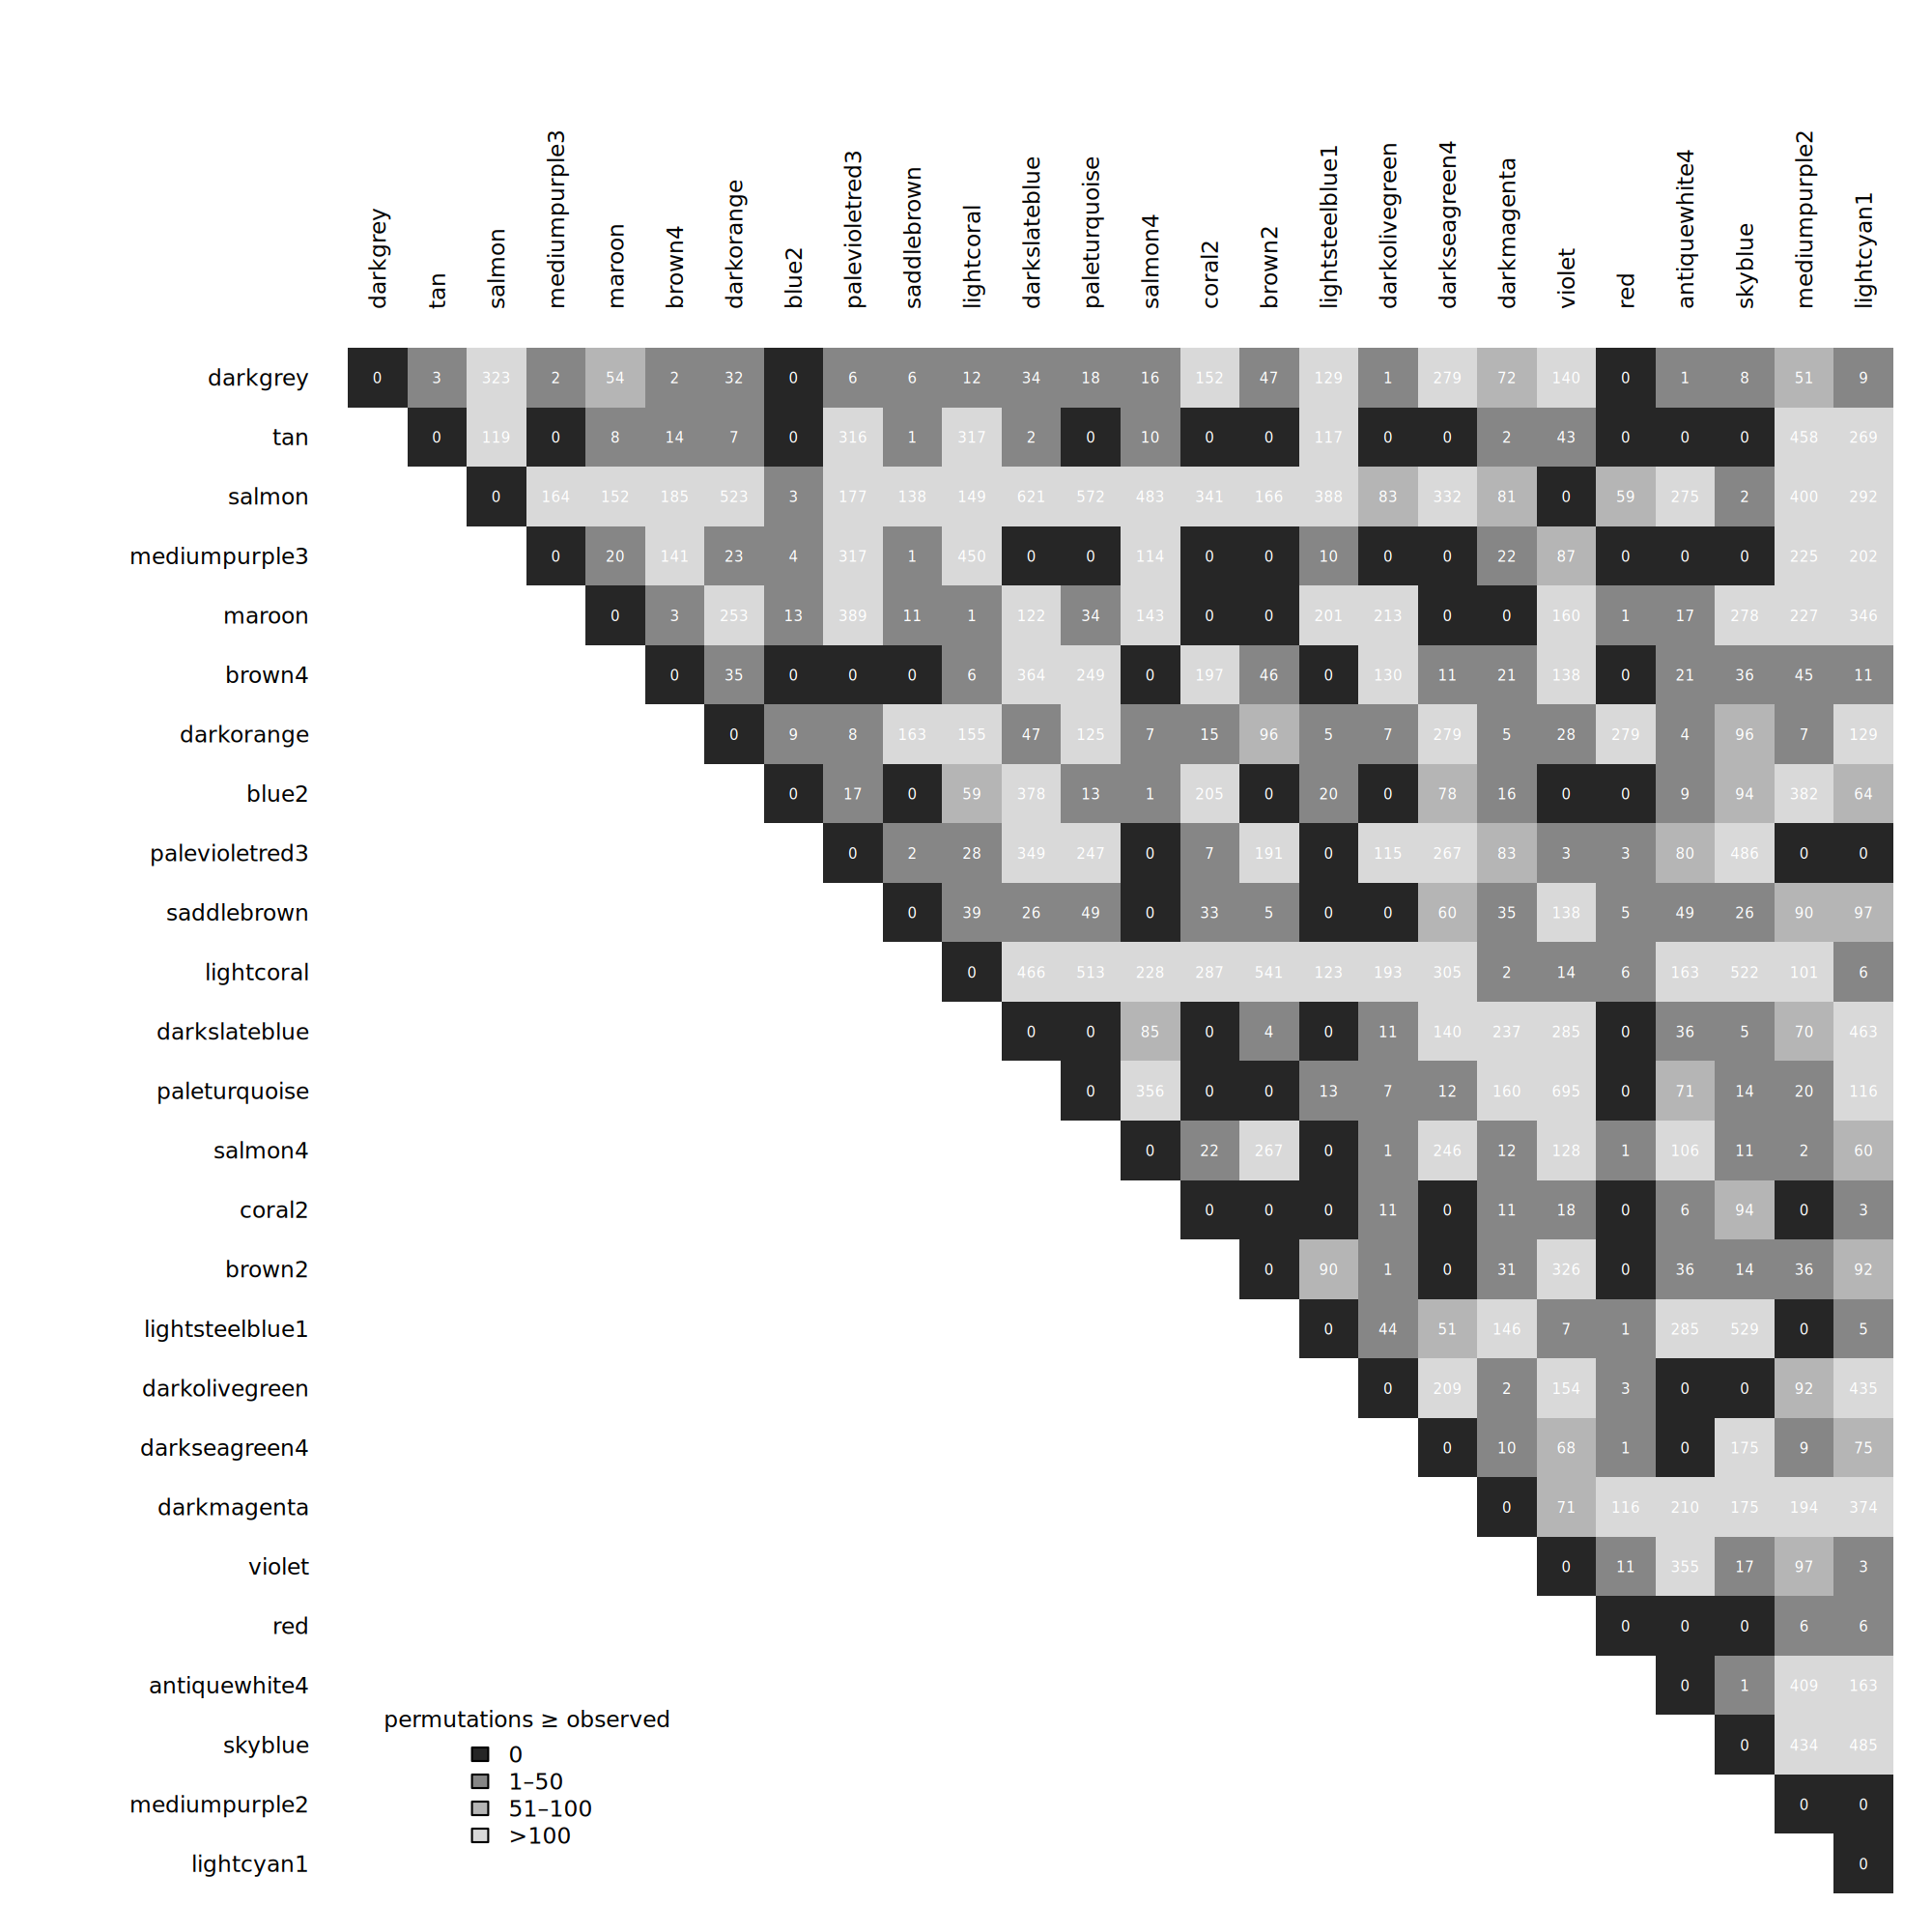 darkgrey tan salmon mediumpurple3 maroon brown4 darkorange blue2 palevioletred3 saddlebrown lightcoral darkslateblue paleturquoise salmon4 coral2 brown2 lightsteelblue1 darkolivegreen darkseagreen4 darkmagenta violet red antiquewhite4 skyblue mediumpurple2 lightcyan1
darkgrey 0 3 323 2 54 2 32 0 6 6 12 34 18 16 152 47 129 1 279 72 140 0 1 8 51 9
tan 0 119 0 8 14 7 0 316 1 317 2 0 10 0 0 117 0 0 2 43 0 0 0 458 269
salmon 0 164 152 185 523 3 177 138 149 621 572 483 341 166 388 83 332 81 0 59 275 2 400 292
mediumpurple3 0 20 141 23 4 317 1 450 0 0 114 0 0 10 0 0 22 87 0 0 0 225 202
maroon 0 3 253 13 389 11 1 122 34 143 0 0 201 213 0 0 160 1 17 278 227 346
brown4 0 35 0 0 0 6 364 249 0 197 46 0 130 11 21 138 0 21 36 45 11
darkorange 0 9 8 163 155 47 125 7 15 96 5 7 279 5 28 279 4 96 7 129
blue2 0 17 0 59 378 13 1 205 0 20 0 78 16 0 0 9 94 382 64
palevioletred3 0 2 28 349 247 0 7 191 0 115 267 83 3 3 80 486 0 0
saddlebrown 0 39 26 49 0 33 5 0 0 60 35 138 5 49 26 90 97
lightcoral 0 466 513 228 287 541 123 193 305 2 14 6 163 522 101 6
darkslateblue 0 0 85 0 4 0 11 140 237 285 0 36 5 70 463
paleturquoise 0 356 0 0 13 7 12 160 695 0 71 14 20 116
salmon4 0 22 267 0 1 246 12 128 1 106 11 2 60
coral2 0 0 0 11 0 11 18 0 6 94 0 3
brown2 0 90 1 0 31 326 0 36 14 36 92
lightsteelblue1 0 44 51 146 7 1 285 529 0 5
darkolivegreen 0 209 2 154 3 0 0 92 435
darkseagreen4 0 10 68 1 0 175 9 75
darkmagenta 0 71 116 210 175 194 374
violet 0 11 355 17 97 3
red 0 0 0 6 6
antiquewhite4 0 1 409 163
skyblue 0 434 485
mediumpurple2 0 0
lightcyan1 0
permutations ≥ observed
0
1–50
51–100
>100